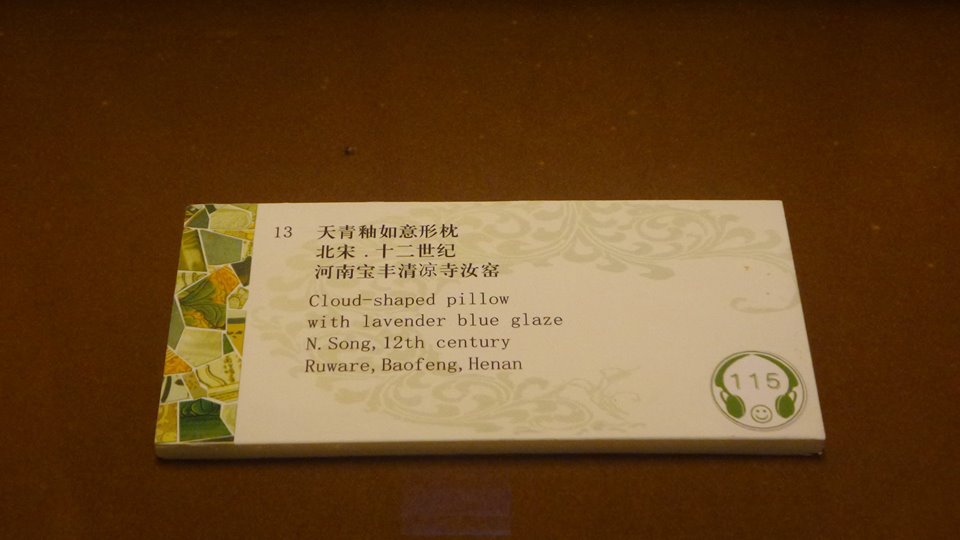 13 天青釉如意形枕
北宋．十二世纪
河南宝丰清凉寺汝窑
Cloud-shaped pillow
with lavender blue glaze
N.Song,12th century
Ruware,Baofeng,Henan
115